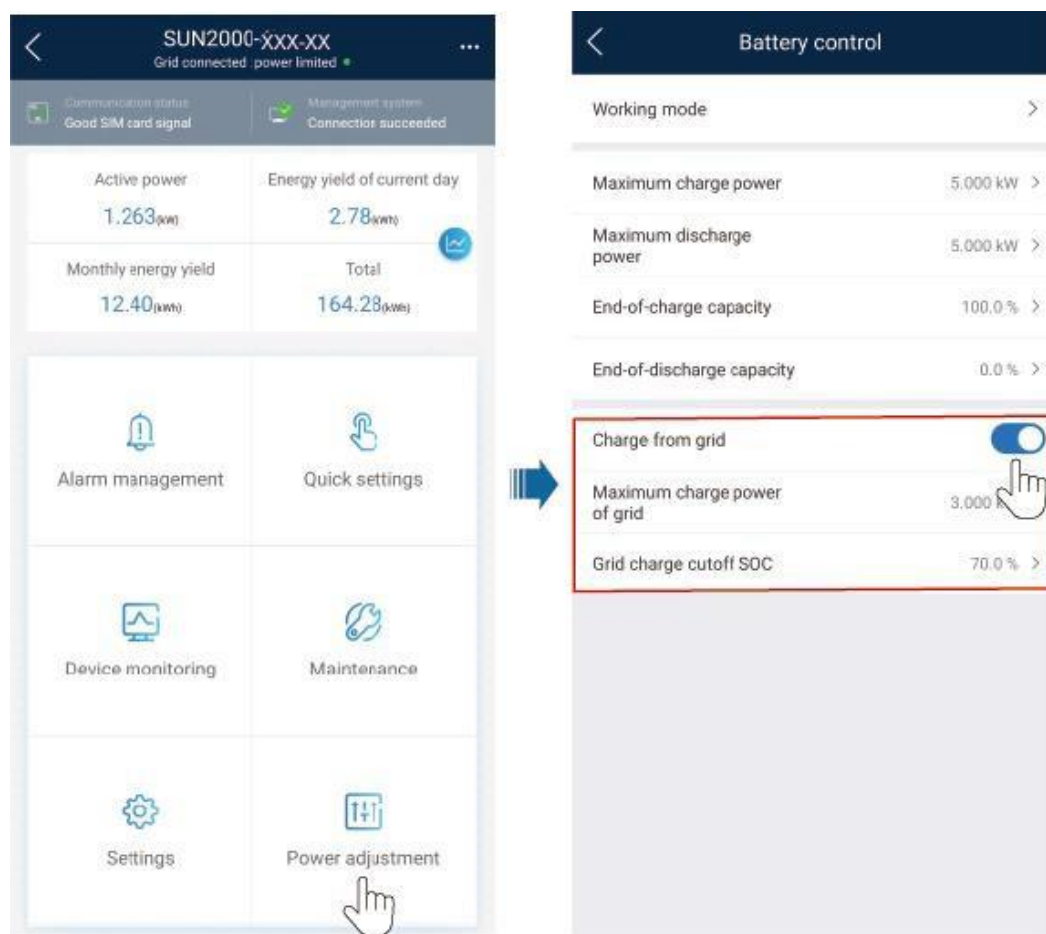 SUN2000-XXX-XX
Grid connected power limited
Communication status
Good SIM card signal
Management system
Connection succeeded
Active power
1.263(kW)
Energy yield of current day
2.78(kWh)
Monthly energy yield
12.40(kWh)
Total
164.28(kWh)
Alarm management
Quick settings
Device monitoring
Maintenance
Settings
Power adjustment
Battery control
Working mode
Maximum charge power
5.000 kW
Maximum discharge
power
5.000 kW
End-of-charge capacity
100.0 %
End-of-discharge capacity
0.0 %
Charge from grid
Maximum charge power
of grid
3.000
Grid charge cutoff SOC
70.0 %